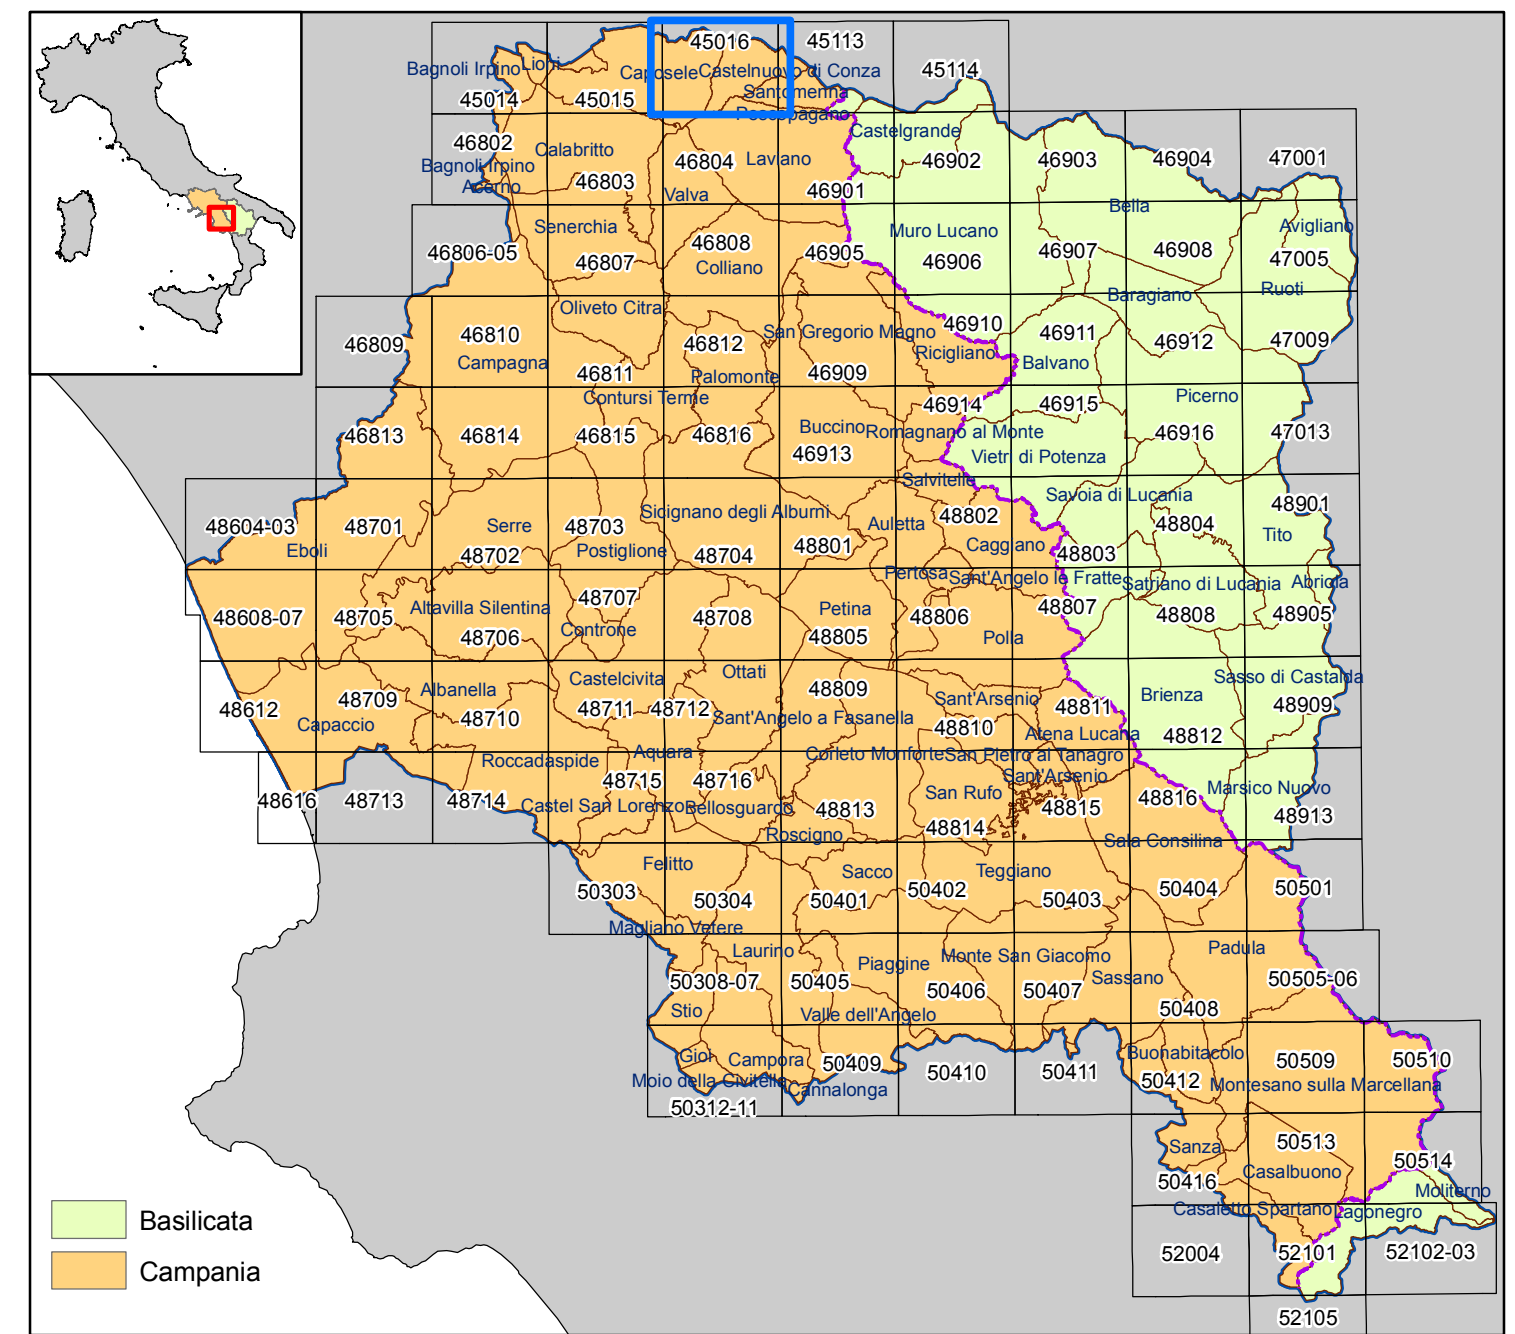 45016
45113
Bagnoli Irpino
Lioni
Caposele
Castelnuovo di Conza
45114
45014
45015
Santomenna
Pescopagano
46802
Calabritto
46804
Laviano
Castelgrande
46902
46903
46904
47001
Bagnoli Irpino
Acerno
46803
Valva
46901
Senerchia
Bella
Avigliano
46806-05
46807
46808
Colliano
46905
Muro Lucano
46906
46907
46908
47005
Oliveto Citra
Baragiano
Ruoti
46809
46810
Campagna
46811
46812
San Gregorio Magno
46910
Ricigliano
46911
Balvano
46912
47009
Palomonte
46909
Contursi Terme
46914
46915
Picerno
46813
46814
46815
46816
Buccino
46913
Romagnano al Monte
Vietri di Potenza
46916
47013
Salvitelle
Savoia di Lucania
48604-03
48701
Serre
48703
Sicignano degli Alburni
Auletta
48802
48804
48901
Eboli
48702
Postiglione
48704
48801
Caggiano
48803
Tito
Pertosa
Sant'Angelo le Fratte
Satriano di Lucania
Abriola
48608-07
48705
Altavilla Silentina
48706
48707
Controne
48708
Petina
48805
48806
48807
Polla
48808
48905
Ottati
48612
48709
Capaccio
Albanella
48710
Castelcivita
48711
48712
48809
Sant'Angelo a Fasanella
Sant'Arsenio
48810
48811
Atena Lucana
Brienza
48812
Sasso di Castalda
48909
Roccadaspide
Aquara
Corleto Monforte
San Pietro al Tanagro
Sant'Arsenio
48616
48713
48714
48715
Castel San Lorenzo
48716
Bellosguardo
48813
Roscigno
San Rufo
48814
48815
48816
Marsico Nuovo
48913
Sala Consilina
Felitto
50303
50304
Sacco
50401
50402
Teggiano
50403
50404
50501
Magliano Vetere
Laurino
Piaggine
Monte San Giacomo
Sassano
Padula
50308-07
50405
50406
50407
50408
50505-06
Stio
Valle dell'Angelo
Gioi
Campora
50409
50410
50411
Buonabitacolo
50412
50509
50510
Moio della Civitella
Cannalonga
Montesano sulla Marcellana
50312-11
Sanza
50513
50416
Casalbuono
50514
Moliterno
Casaletto Spartano
Lagonegro
52004
52101
52102-03
52105
Basilicata
Campania